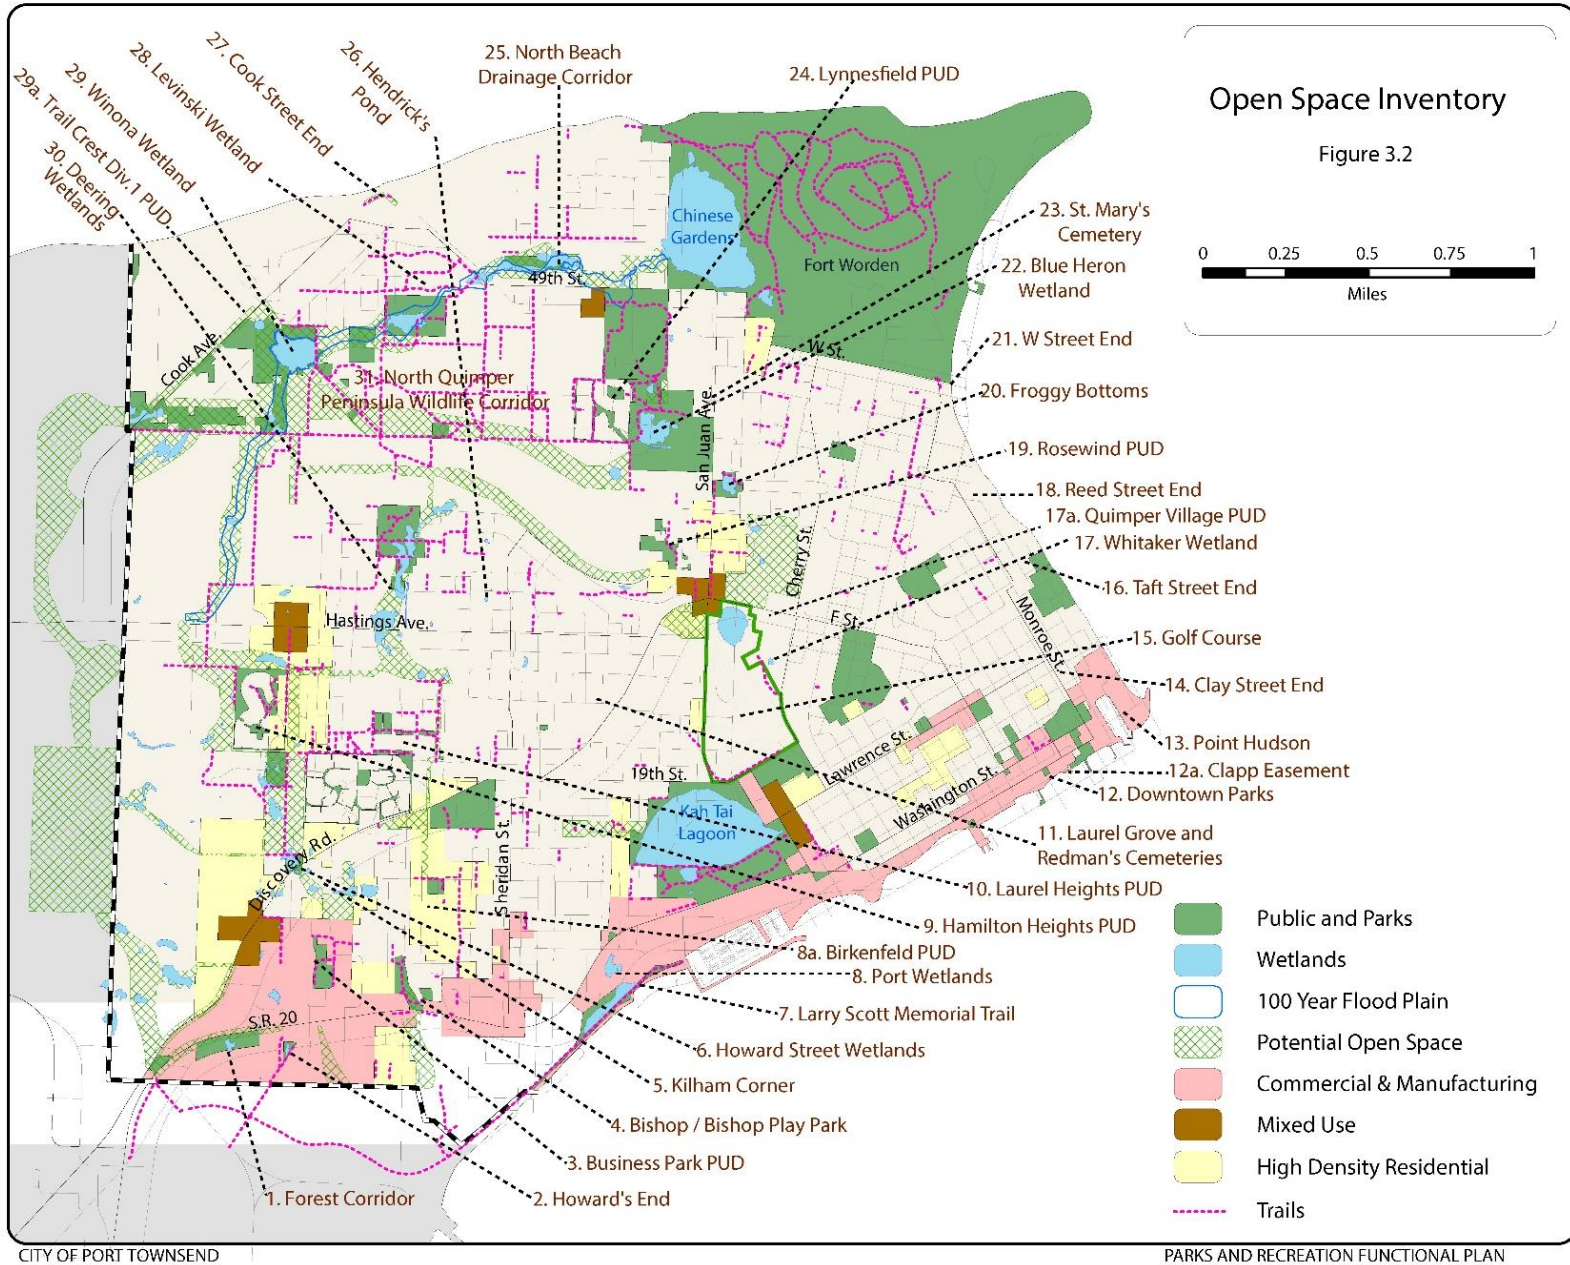 Open Space Inventory
Figure 3.2
0 0.25 0.5 0.75 1
Miles
29a. Trail Crest Div.1 PUD
30. Deering
Wetlands
29. Winona Wetland
28. Levinski Wetland
27. Cook Street End
26. Hendrick's
Pond
25. North Beach
Drainage Corridor
24. Lynnesfield PUD
23. St. Mary's
Cemetery
22. Blue Heron
Wetland
21. W Street End
20. Froggy Bottoms
19. Rosewind PUD
18. Reed Street End
17a. Quimper Village PUD
17. Whitaker Wetland
16. Taft Street End
15. Golf Course
14. Clay Street End
13. Point Hudson
12a. Clapp Easement
12. Downtown Parks
11. Laurel Grove and
Redman's Cemeteries
10. Laurel Heights PUD
9. Hamilton Heights PUD
8a. Birkenfeld PUD
8. Port Wetlands
7. Larry Scott Memorial Trail
6. Howard Street Wetlands
5. Kilham Corner
4. Bishop / Bishop Play Park
3. Business Park PUD
2. Howard's End
1. Forest Corridor
31. North Quimper
Peninsula Wildlife Corridor
Chinese
Gardens
Fort Worden
49th St.
Cook Ave.
W St.
San Juan Ave.
Cherry St.
F St.
Monroe St.
Hastings Ave.
19th St.
Lawrence St.
Washington St.
Kah Tai
Lagoon
Sheridan St.
Discovery Rd.
S.R. 20
Public and Parks
Wetlands
100 Year Flood Plain
Potential Open Space
Commercial & Manufacturing
Mixed Use
High Density Residential
Trails
CITY OF PORT TOWNSEND
PARKS AND RECREATION FUNCTIONAL PLAN